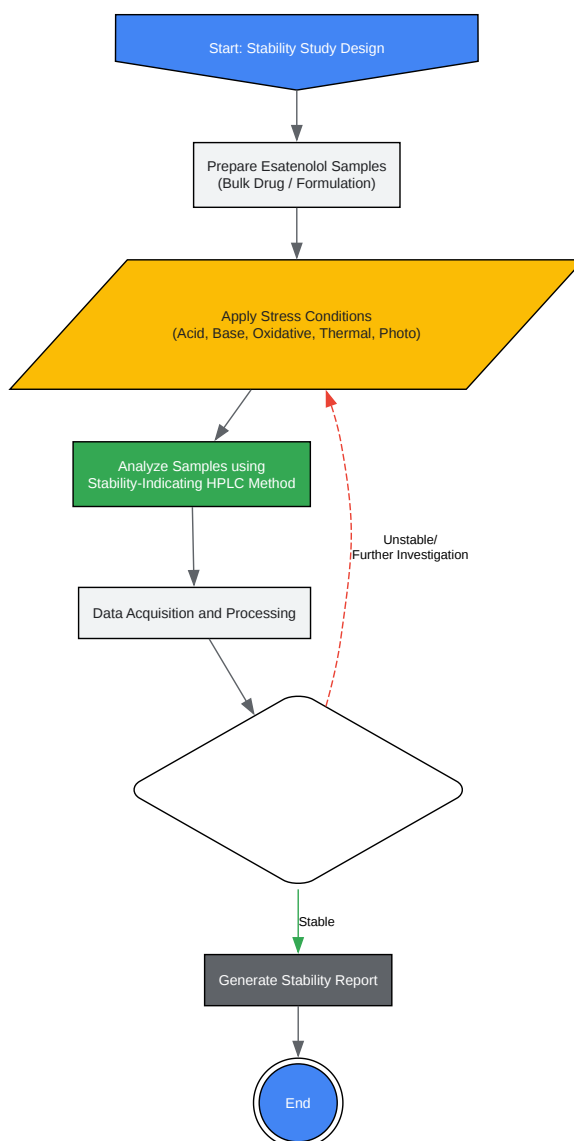 Start: Stability Study Design
Prepare Esatenolol Samples
(Bulk Drug / Formulation)
Apply Stress Conditions
(Acid, Base, Oxidative, Thermal, Photo)
Analyze Samples using
Stability-Indicating HPLC Method
Unstable/
Further Investigation
Data Acquisition and Processing
Stable
Generate Stability Report
End